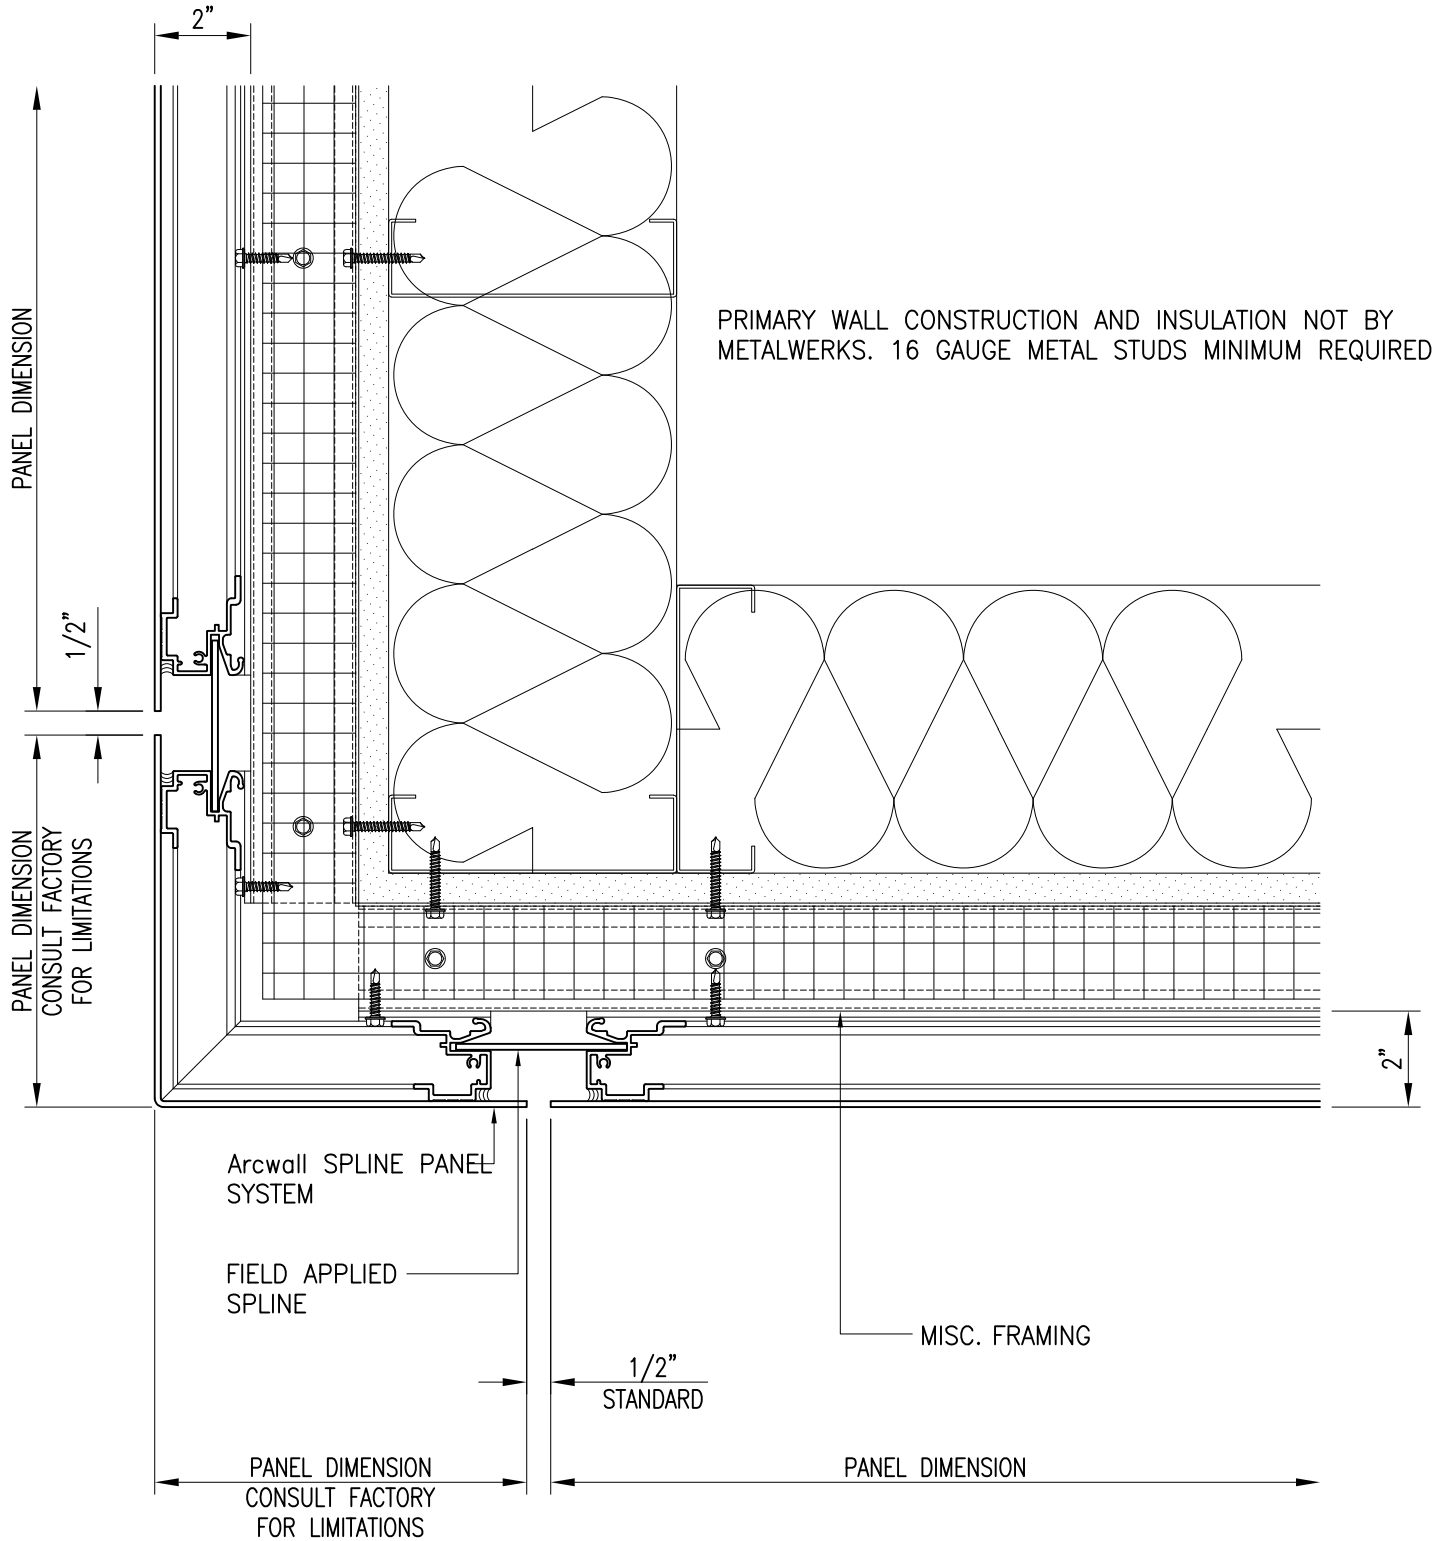 2"
PANEL DIMENSION
PRIMARY WALL CONSTRUCTION AND INSULATION NOT BY
METALWERKS. 16 GAUGE METAL STUDS MINIMUM REQUIRED
1/2"
PANEL DIMENSION
CONSULT FACTORY
FOR LIMITATIONS
2"
Arcwall SPLINE PANEL
SYSTEM
FIELD APPLIED
SPLINE
MISC. FRAMING
1/2"
STANDARD
PANEL DIMENSION
CONSULT FACTORY
FOR LIMITATIONS
PANEL DIMENSION